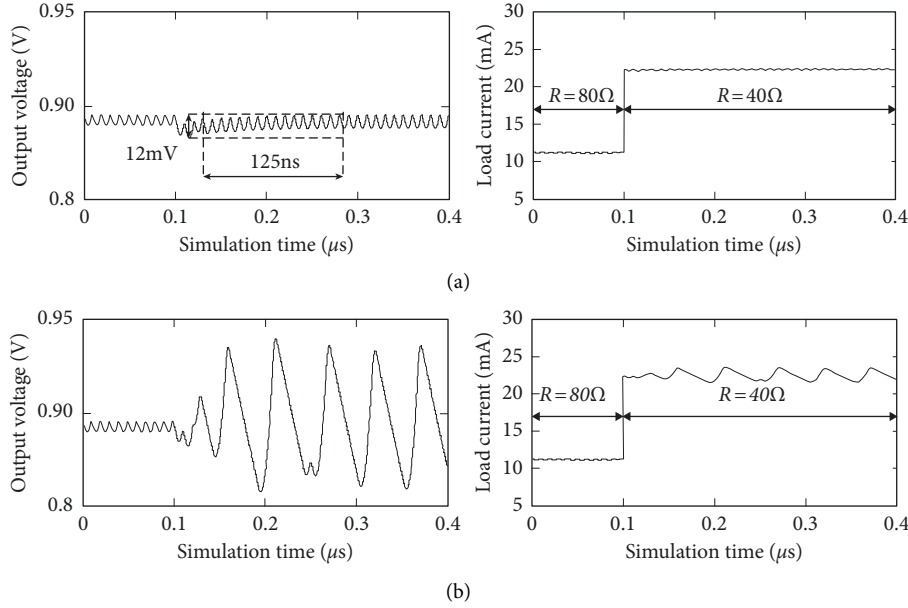 (a)
Output voltage (V)
0.95
0.90
0.8
12mV
125ns
0 0.1 0.2 0.3 0.4
Simulation time (μs)
Load current (mA)
30
25
20
15
10
5
R=80Ω
R=40Ω
0 0.1 0.2 0.3 0.4
Simulation time (μs)
(a)
Output voltage (V)
0.95
0.90
0.8
0 0.1 0.2 0.3 0.4
Simulation time (μs)
Load current (mA)
30
25
20
15
10
5
R=80Ω
R=40Ω
0 0.1 0.2 0.3 0.4
Simulation time (μs)
(b)